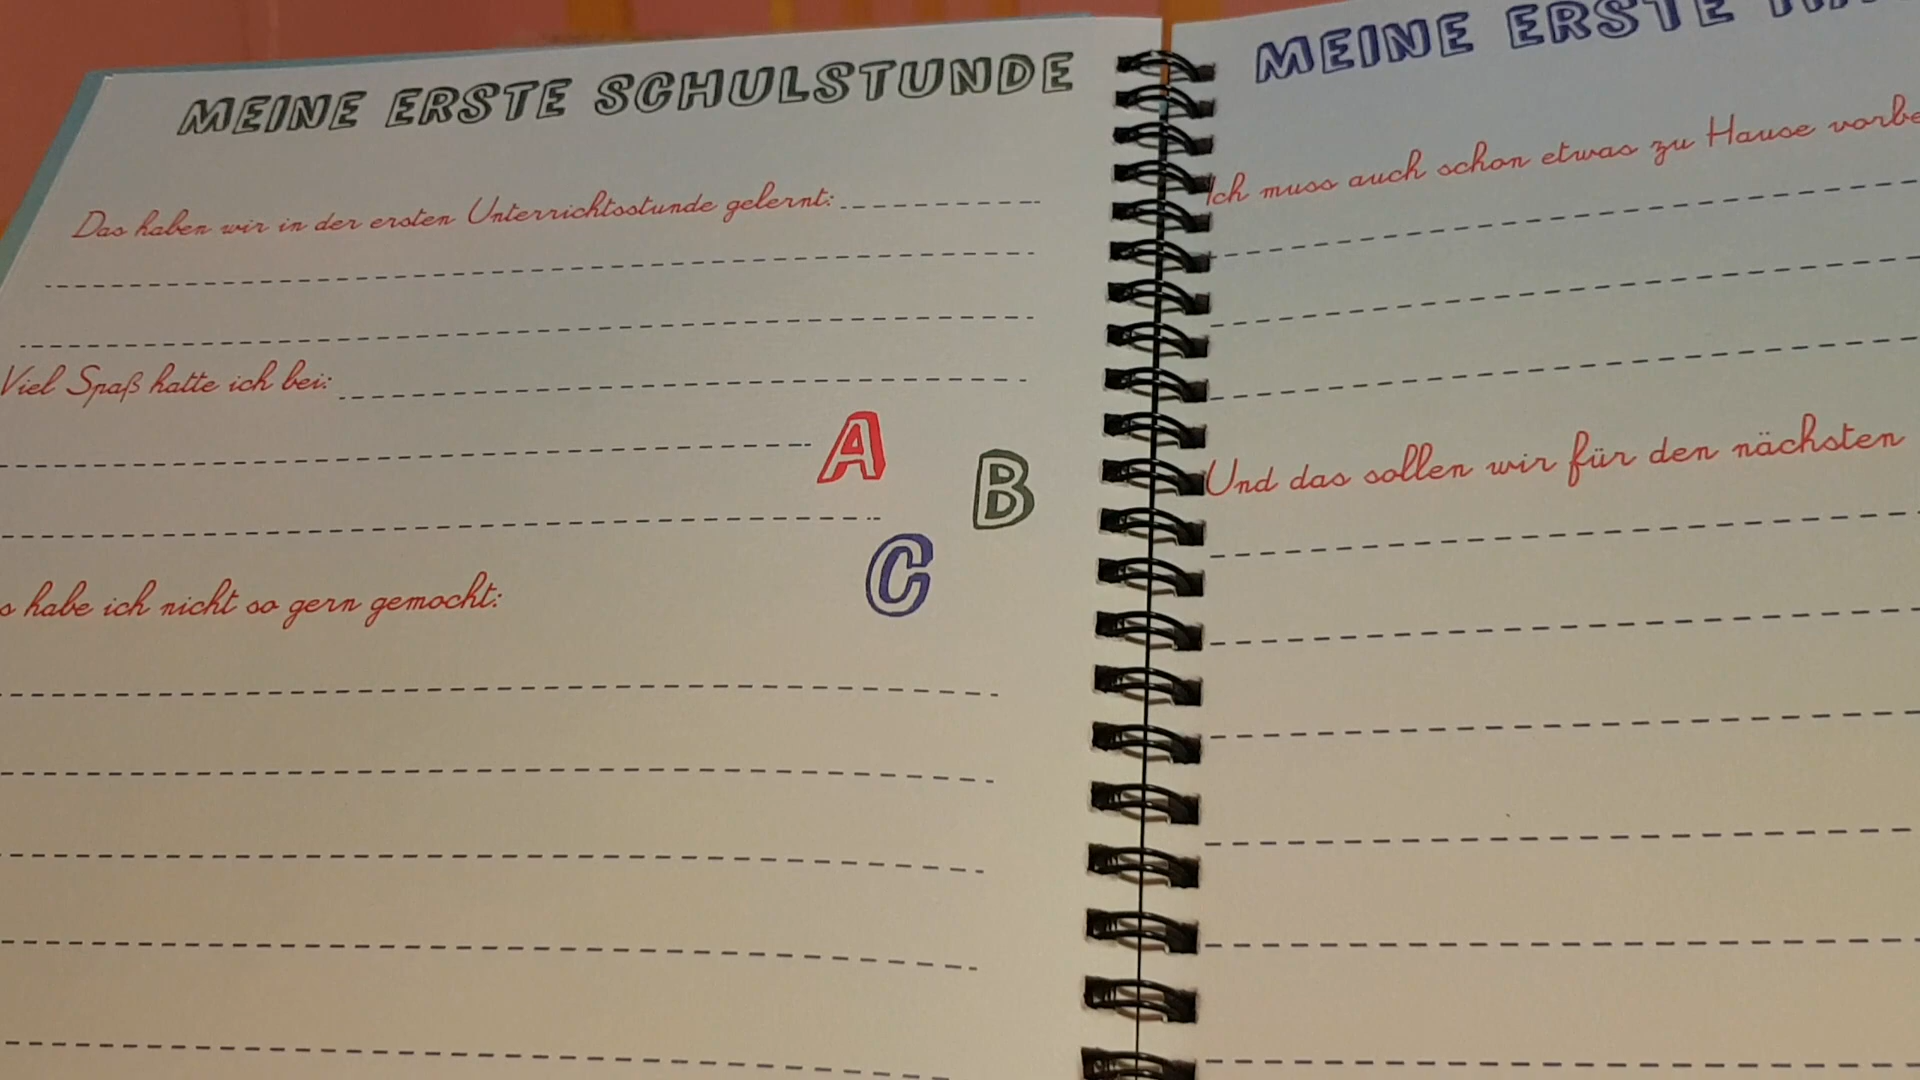 MEINE ERSTE SCHULSTUNDE
Das haben wir in der ersten Unterrichtsstunde gelernt:
Viel Spaß hatte ich bei:
A
B
C
habe ich nicht so gern gemocht:
MEINE ERSTE
Ich muss auch schon etwas zu Hause
Und das sollen wir für den nächsten